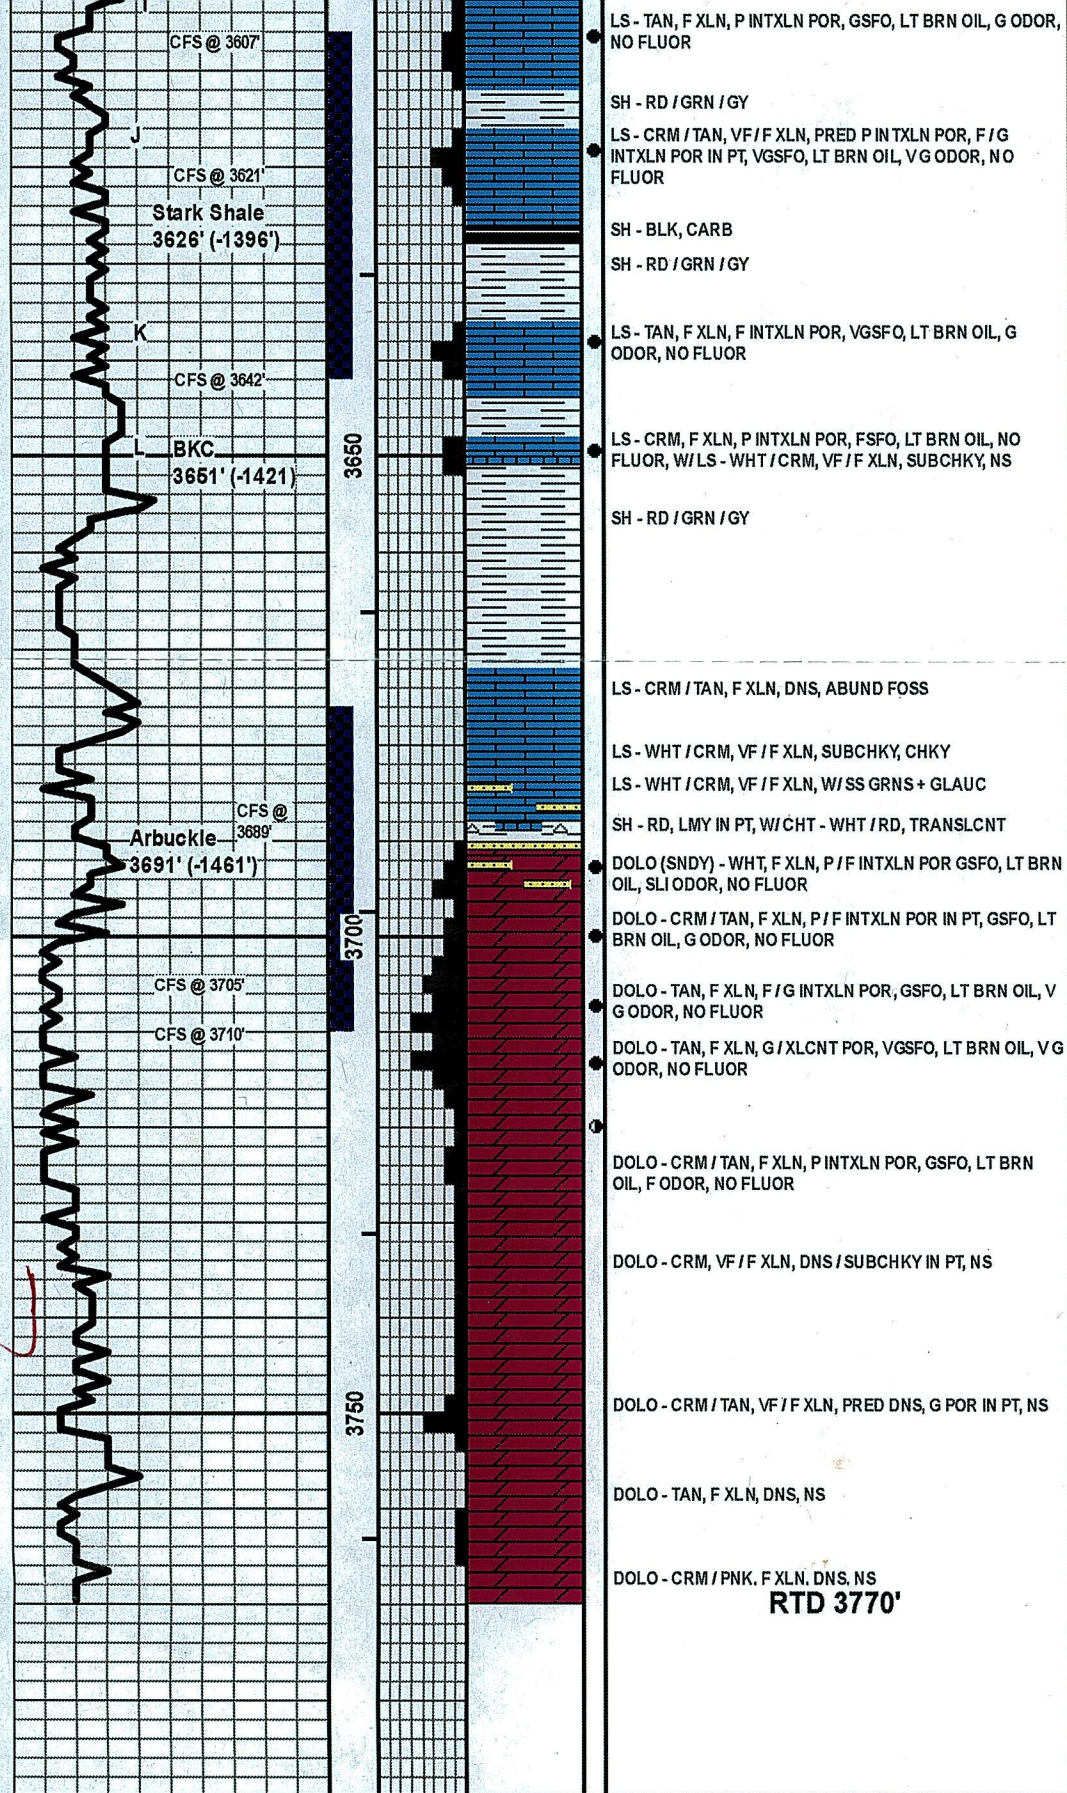 LS - TAN, F XLN, P INTXLN POR, GSFO, LT BRN OIL, G ODOR,
NO FLUOR
CFS @ 3607'
SH - RD / GRN / GY
J
LS - CRM / TAN, VF / F XLN, PRED P INTXLN POR, F / G
INTXLN POR IN PT, VGSFO, LT BRN OIL, V G ODOR, NO
FLUOR
CFS @ 3621'
Stark Shale
3626' (-1396')
SH - BLK, CARB
SH - RD / GRN / GY
K
LS - TAN, F XLN, F INTXLN POR, VGSFO, LT BRN OIL, G
ODOR, NO FLUOR
CFS @ 3642'
L
BKC
3651' (-1421)
3650
LS - CRM, F XLN, P INTXLN POR, FSFO, LT BRN OIL, NO
FLUOR, W/ LS - WHT / CRM, VF / F XLN, SUBCHKY, NS
SH - RD / GRN / GY
LS - CRM / TAN, F XLN, DNS, ABUND FOSS
LS - WHT / CRM, VF / F XLN, SUBCHKY, CHKY
LS - WHT / CRM, VF / F XLN, W/ SS GRNS + GLAUC
CFS @
3689'
SH - RD, LMY IN PT, W/ CHT - WHT / RD, TRANSLCNT
Arbuckle
3691' (-1461')
DOLO (SNDY) - WHT, F XLN, P / F INTXLN POR GSFO, LT BRN
OIL, SLI ODOR, NO FLUOR
3700
DOLO - CRM / TAN, F XLN, P / F INTXLN POR IN PT, GSFO, LT
BRN OIL, G ODOR, NO FLUOR
CFS @ 3705'
DOLO - TAN, F XLN, F / G INTXLN POR, GSFO, LT BRN OIL, V
G ODOR, NO FLUOR
CFS @ 3710'
DOLO - TAN, F XLN, G / XLCNT POR, VGSFO, LT BRN OIL, V G
ODOR, NO FLUOR
DOLO - CRM / TAN, F XLN, P INTXLN POR, GSFO, LT BRN
OIL, F ODOR, NO FLUOR
DOLO - CRM, VF / F XLN, DNS / SUBCHKY IN PT, NS
3750
DOLO - CRM / TAN, VF / F XLN, PRED DNS, G POR IN PT, NS
DOLO - TAN, F XLN, DNS, NS
DOLO - CRM / PNK, F XLN, DNS, NS
RTD 3770'